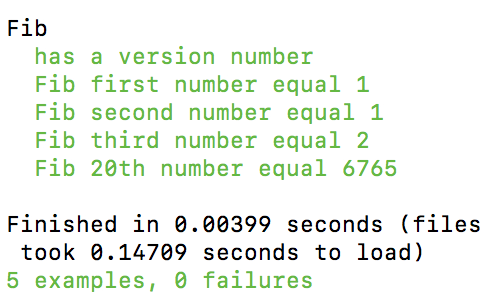 Fib
  has a version number
  Fib first number equal 1
  Fib second number equal 1
  Fib third number equal 2
  Fib 20th number equal 6765

Finished in 0.00399 seconds (files
 took 0.14709 seconds to load)
5 examples, 0 failures